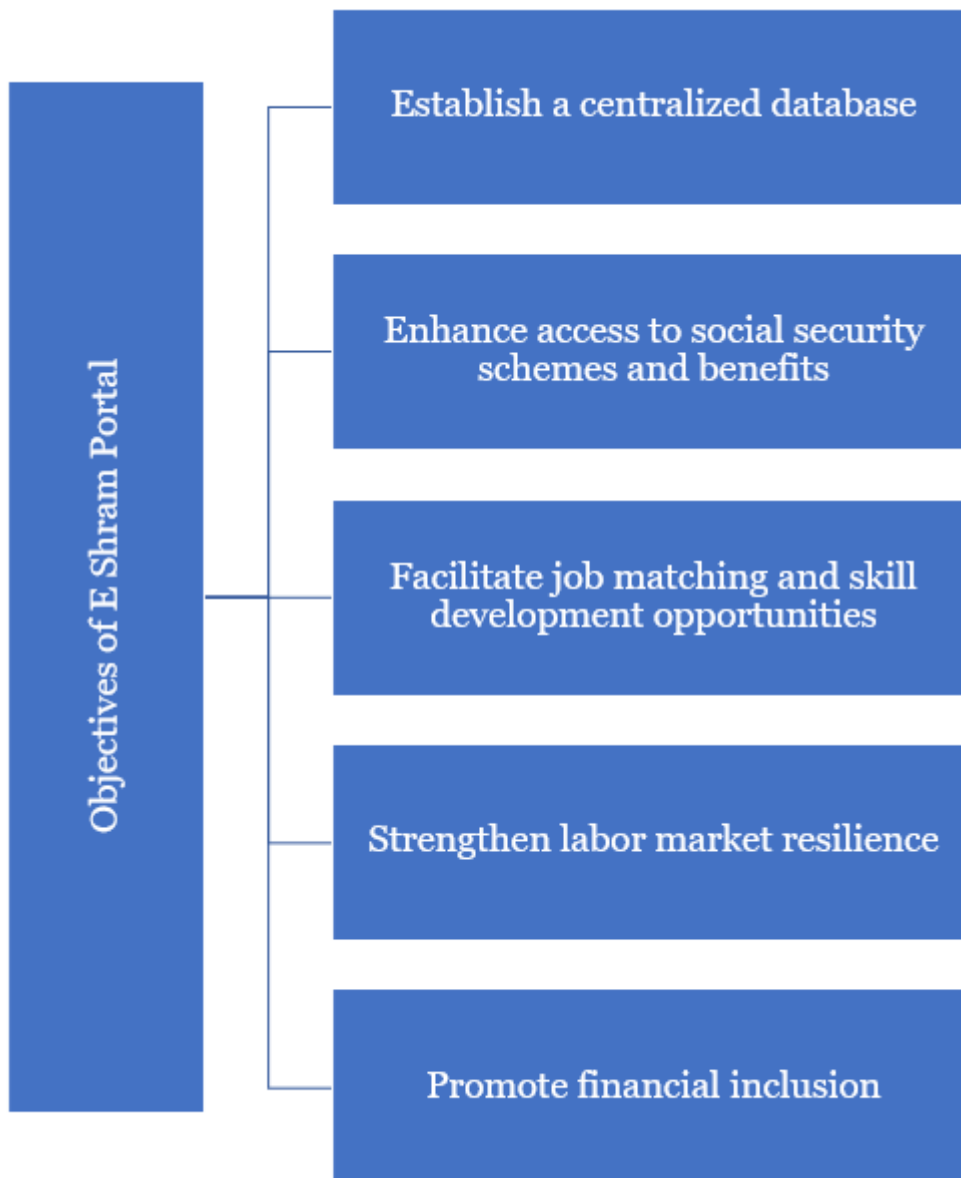 Objectives of E Shram Portal
Establish a centralized database
Enhance access to social security
schemes and benefits
Facilitate job matching and skill
development opportunities
Strengthen labor market resilience
Promote financial inclusion